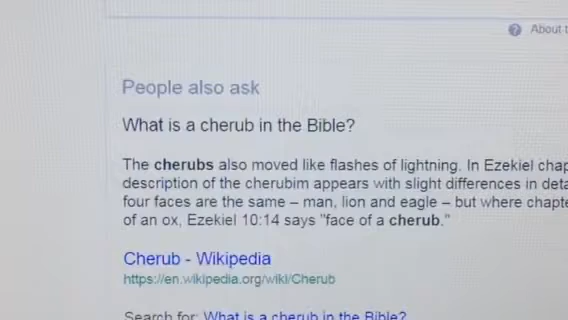 About
People also ask
What is a cherub in the Bible?
The cherubs also moved like flashes of lightning. In Ezekiel
description of the cherubim appears with slight differences in
four faces are the same – man, lion and eagle – but where
of an ox, Ezekiel 10:14 says "face of a cherub."
Cherub - Wikipedia
https://en.wikipedia.org/wiki/Cherub
Search for: What is a cherub in the Bible?